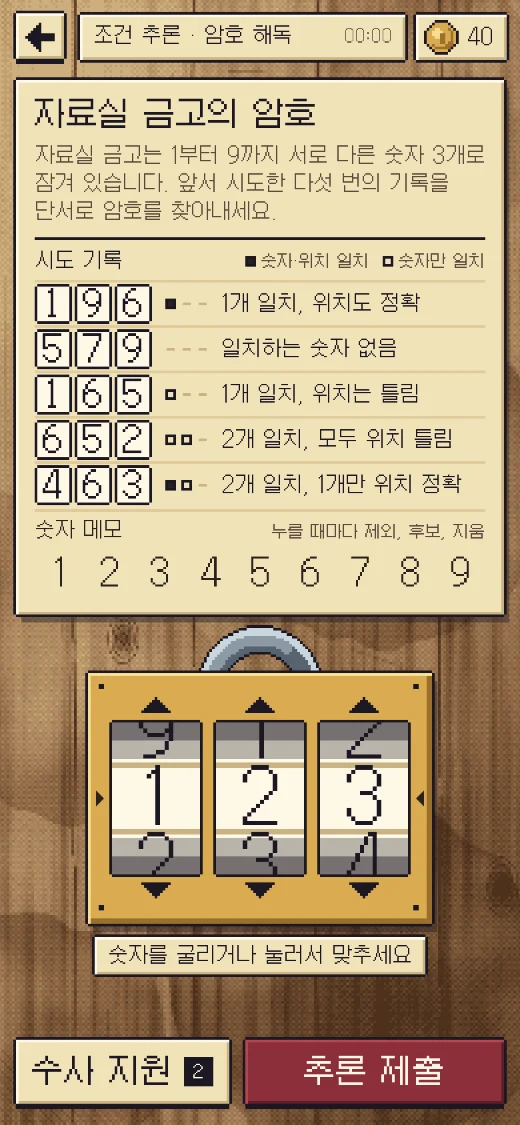 조건 추론 · 암호 해독 00:00 40
자료실 금고의 암호
자료실 금고는 1부터 9까지 서로 다른 숫자 3개로
잠겨 있습니다. 앞서 시도한 다섯 번의 기록을
단서로 암호를 찾아내세요.
시도 기록 ■ 숫자·위치 일치 □ 숫자만 일치
1 9 6 ■ - - 1개 일치, 위치도 정확
5 7 9 - - - 일치하는 숫자 없음
1 6 5 □ - - 1개 일치, 위치는 틀림
6 5 2 □ □ - 2개 일치, 모두 위치 틀림
4 6 3 ■ □ - 2개 일치, 1개만 위치 정확
숫자 메모 누를 때마다 제외, 후보, 지움
1 2 3 4 5 6 7 8 9
9 1 2
1 2 3
2 3 4
숫자를 굴리거나 눌러서 맞추세요
수사 지원 2 추론 제출